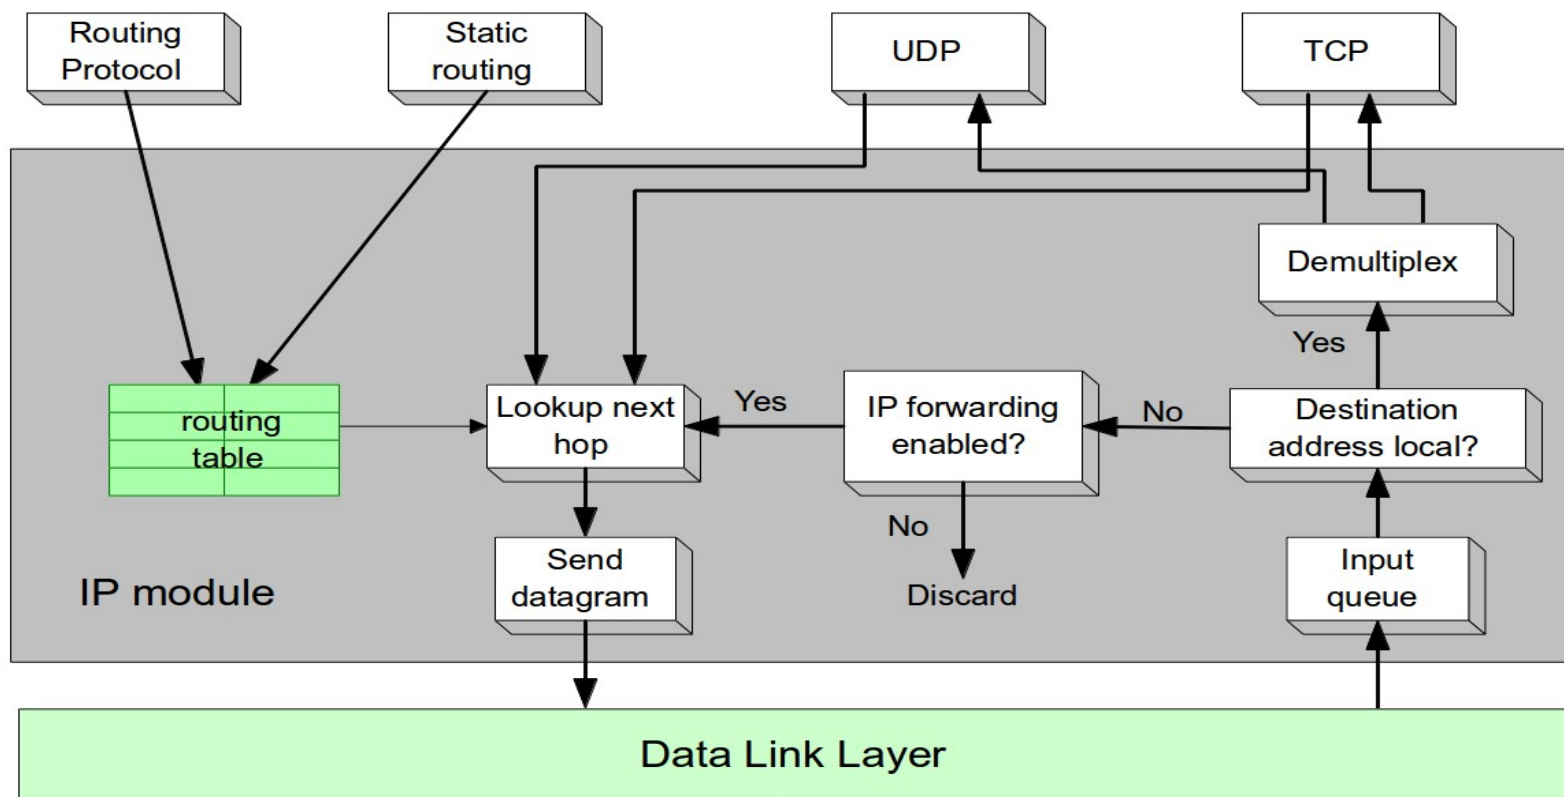 Routing
Protocol
Static
routing
UDP
TCP
Demultiplex
Yes
routing
table
Lookup next
hop
Yes
IP forwarding
enabled?
No
Destination
address local?
No
Discard
Send
datagram
Input
queue
IP module
Data Link Layer